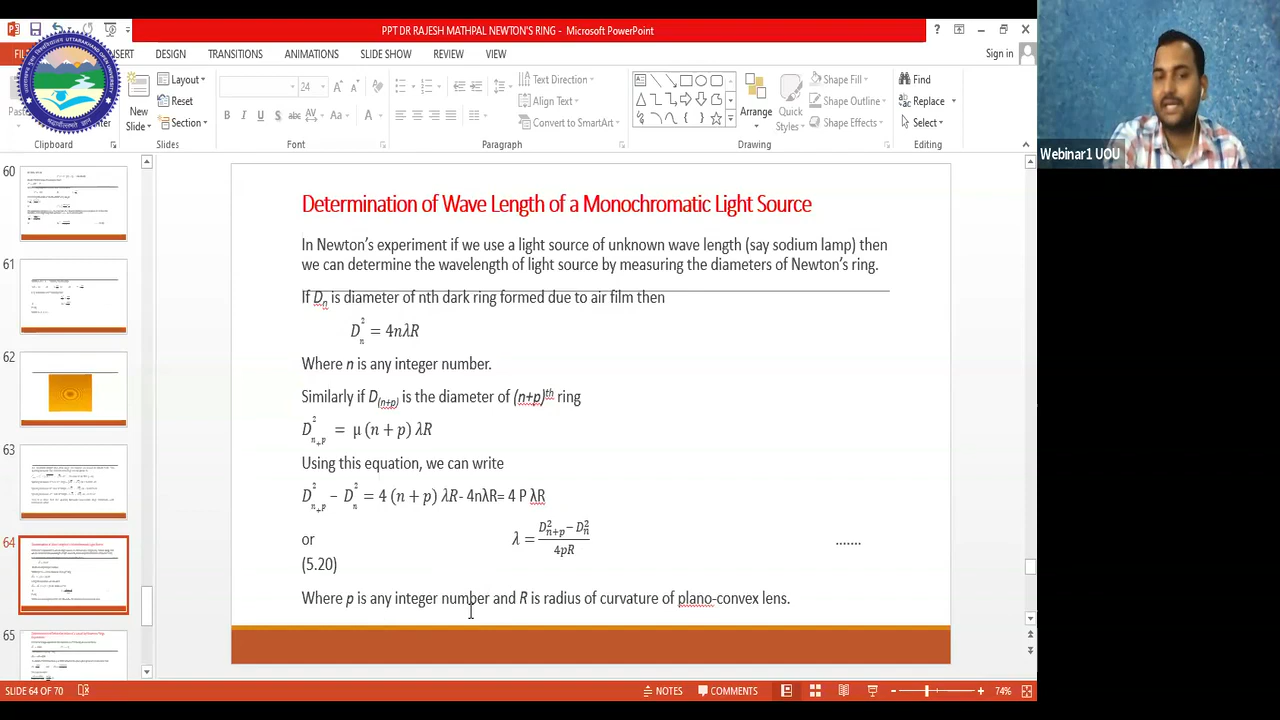 PPT DR RAJESH MATHPAL NEWTON'S RING - Microsoft PowerPoint
Sign in
INSERT DESIGN TRANSITIONS ANIMATIONS SLIDE SHOW REVIEW VIEW
Layout
Reset
Section
New
Slide
24
Text Direction
Align Text
Convert to SmartArt
Arrange
Quick
Styles
Shape Fill
Shape Outline
Shape Effects
Find
Replace
Select
Clipboard Slides Font Paragraph Drawing Editing
Webinar1 UOU
60
61
62
63
64
65
Determination of Wave Length of a Monochromatic Light Source
In Newton's experiment if we use a light source of unknown wave length (say sodium lamp) then
we can determine the wavelength of light source by measuring the diameters of Newton's ring.
If Dn is diameter of nth dark ring formed due to air film then
D²n = 4nλR
Where n is any integer number.
Similarly if D(n+p) is the diameter of (n+p)th ring
D²n+p = μ (n + p) λR
Using this equation, we can write
D²n+p − D²n = 4 (n + p) λR- 4nλR= 4 P λR
or λ = (D²n+p − D²n) / 4pR .......
(5.20)
Where p is any integer number and R is radius of curvature of plano-convex lens.
SLIDE 64 OF 70 NOTES COMMENTS 74%